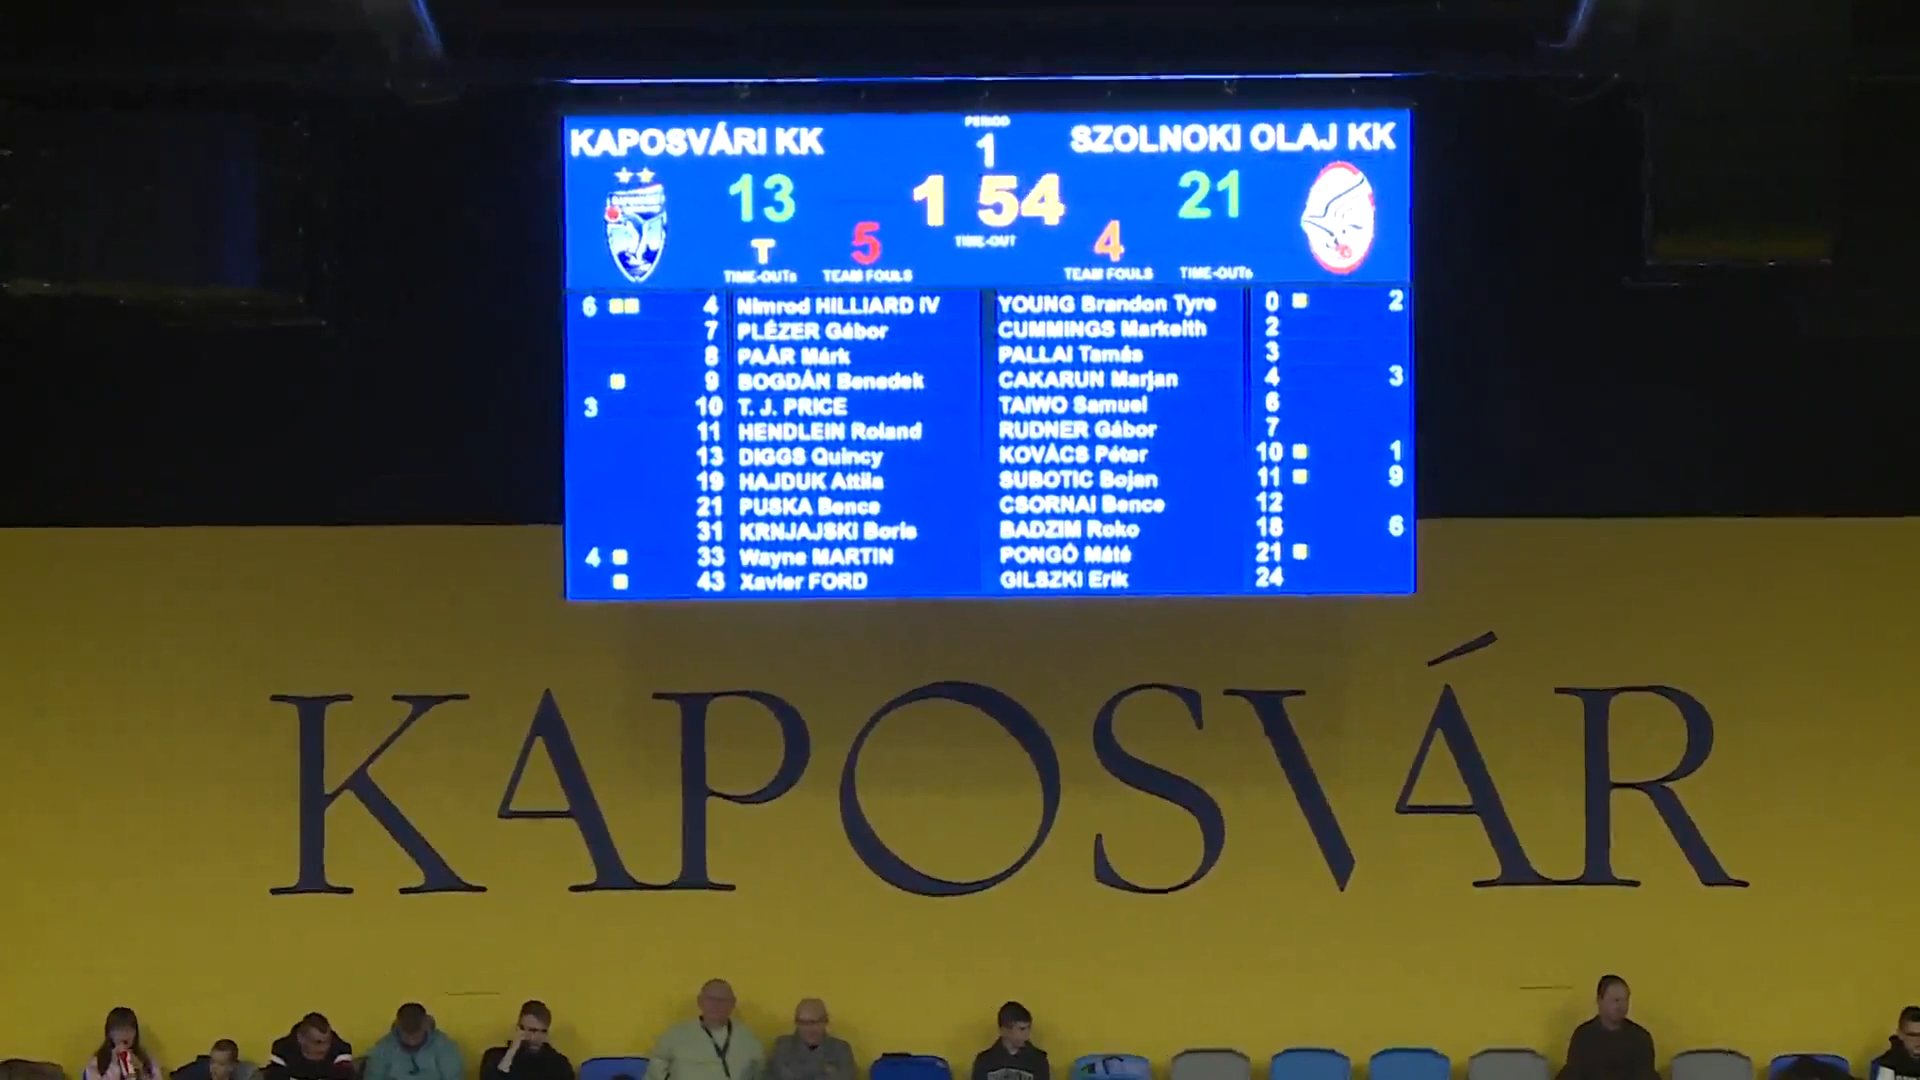 PERIOD
KAPOSVÁRI KK 1 SZOLNOKI OLAJ KK
13 1 54 21
T 5 TIME-OUT 4
TIME-OUTs TEAM FOULS TEAM FOULS TIME-OUTs
6 4 Nimrod HILLIARD IV YOUNG Brandon Tyre 0 2
7 PLÉZER Gábor CUMMINGS Markeith 2
8 PAÁR Márk PALLAI Tamás 3
9 BOGDÁN Benedek CAKARUN Marjan 4 3
3 10 T. J. PRICE TAIWO Samuel 6
11 HENDLEIN Roland RUDNER Gábor 7
13 DIGGS Quincy KOVÁCS Péter 10 1
19 HAJDUK Attila SUBOTIC Bojan 11 9
21 PUSKA Bence CSORNAI Bence 12
31 KRNJAJSKI Boris BADZIM Roko 18 6
4 33 Wayne MARTIN PONGÓ Máté 21
43 Xavier FORD GILSZKI Erik 24
KAPOSVÁR